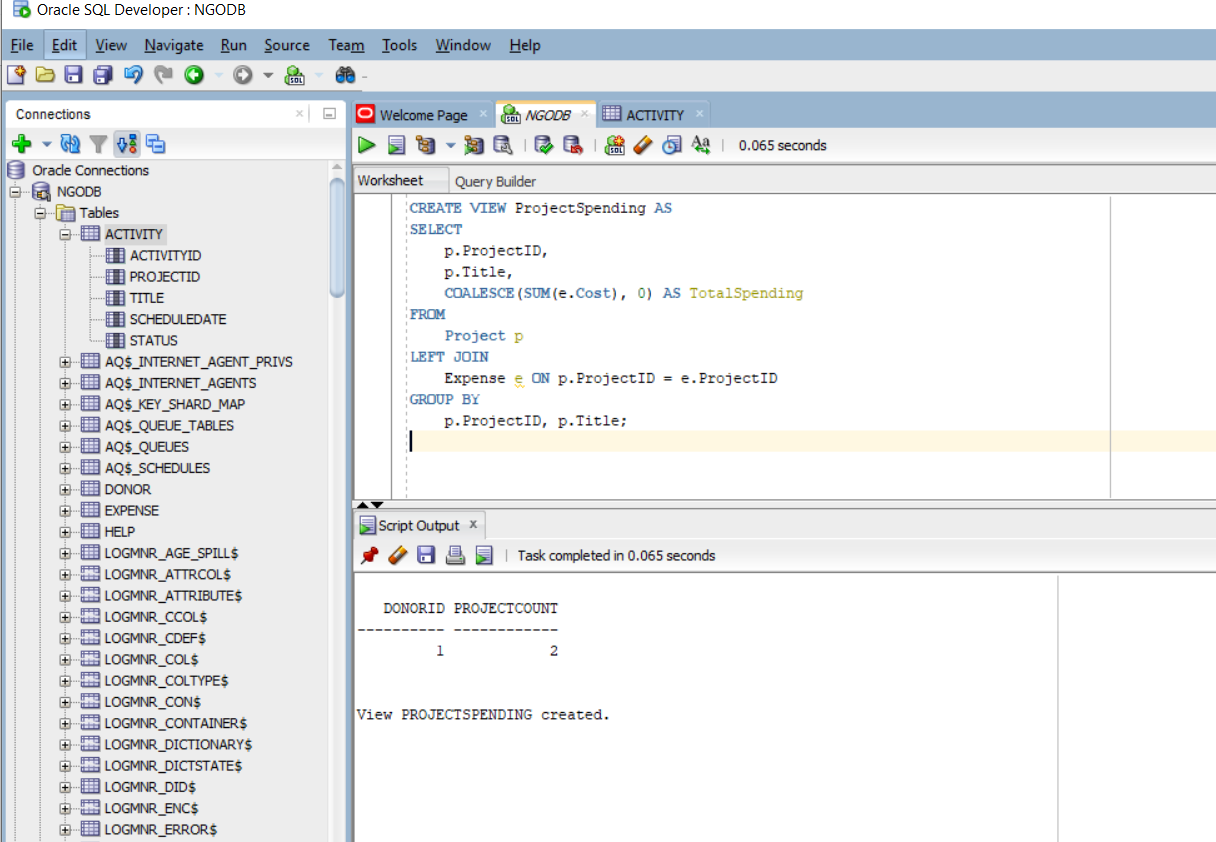 Oracle SQL Developer : NGODB
File Edit View Navigate Run Source Team Tools Window Help
Connections
Oracle Connections
NGODB
Tables
ACTIVITY
ACTIVITYID
PROJECTID
TITLE
SCHEDULEDATE
STATUS
AQ$_INTERNET_AGENT_PRIVS
AQ$_INTERNET_AGENTS
AQ$_KEY_SHARD_MAP
AQ$_QUEUE_TABLES
AQ$_QUEUES
AQ$_SCHEDULES
DONOR
EXPENSE
HELP
LOGMNR_AGE_SPILL$
LOGMNR_ATTRCOL$
LOGMNR_ATTRIBUTE$
LOGMNR_CCOL$
LOGMNR_CDEF$
LOGMNR_COL$
LOGMNR_COLTYPE$
LOGMNR_CON$
LOGMNR_CONTAINER$
LOGMNR_DICTIONARY$
LOGMNR_DICTSTATE$
LOGMNR_DID$
LOGMNR_ENC$
LOGMNR_ERROR$
Welcome Page NGODB ACTIVITY
0.065 seconds
Worksheet Query Builder
CREATE VIEW ProjectSpending AS
SELECT
    p.ProjectID,
    p.Title,
    COALESCE(SUM(e.Cost), 0) AS TotalSpending
FROM
    Project p
LEFT JOIN
    Expense e ON p.ProjectID = e.ProjectID
GROUP BY
    p.ProjectID, p.Title;
Script Output
Task completed in 0.065 seconds
   DONORID PROJECTCOUNT
---------- ------------
         1            2
View PROJECTSPENDING created.